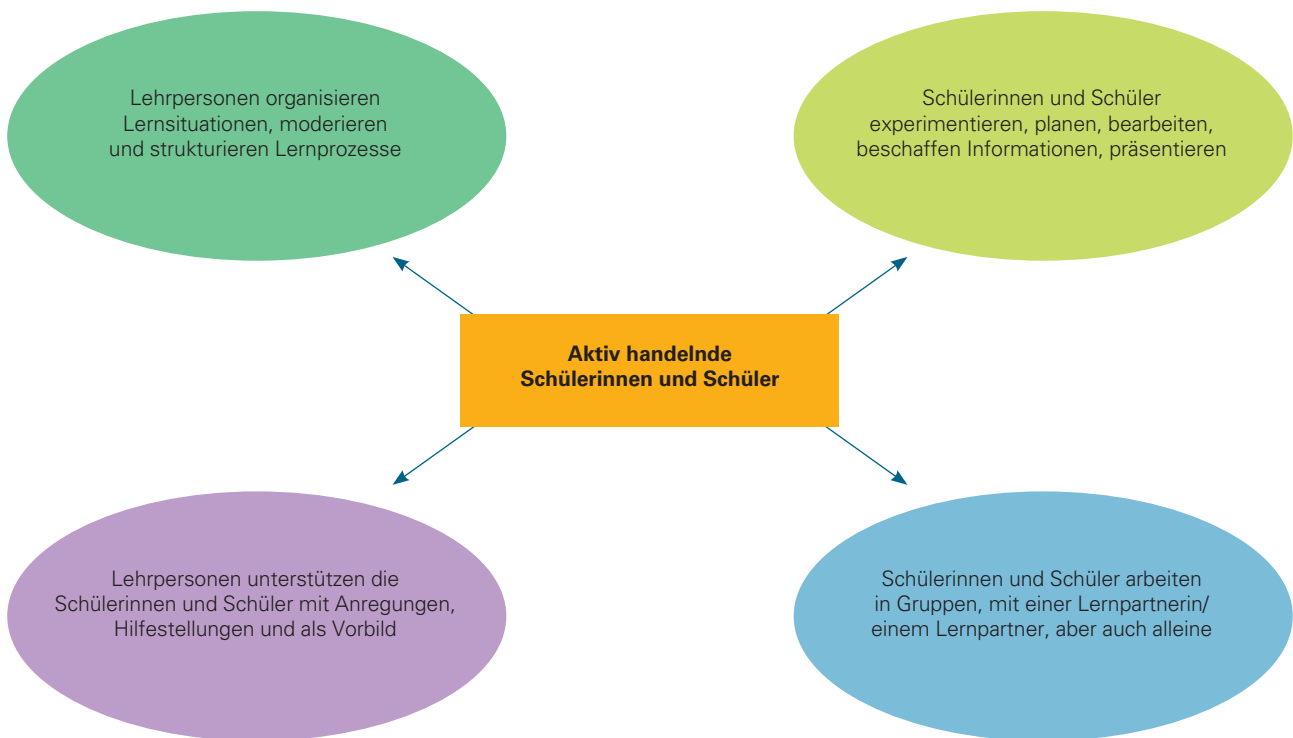 Lehrpersonen organisieren
Lernsituationen, moderieren
und strukturieren Lernprozesse
Schülerinnen und Schüler
experimentieren, planen, bearbeiten,
beschaffen Informationen, präsentieren
Aktiv handelnde
Schülerinnen und Schüler
Lehrpersonen unterstützen die
Schülerinnen und Schüler mit Anregungen,
Hilfestellungen und als Vorbild
Schülerinnen und Schüler arbeiten
in Gruppen, mit einer Lernpartnerin/
einem Lernpartner, aber auch alleine